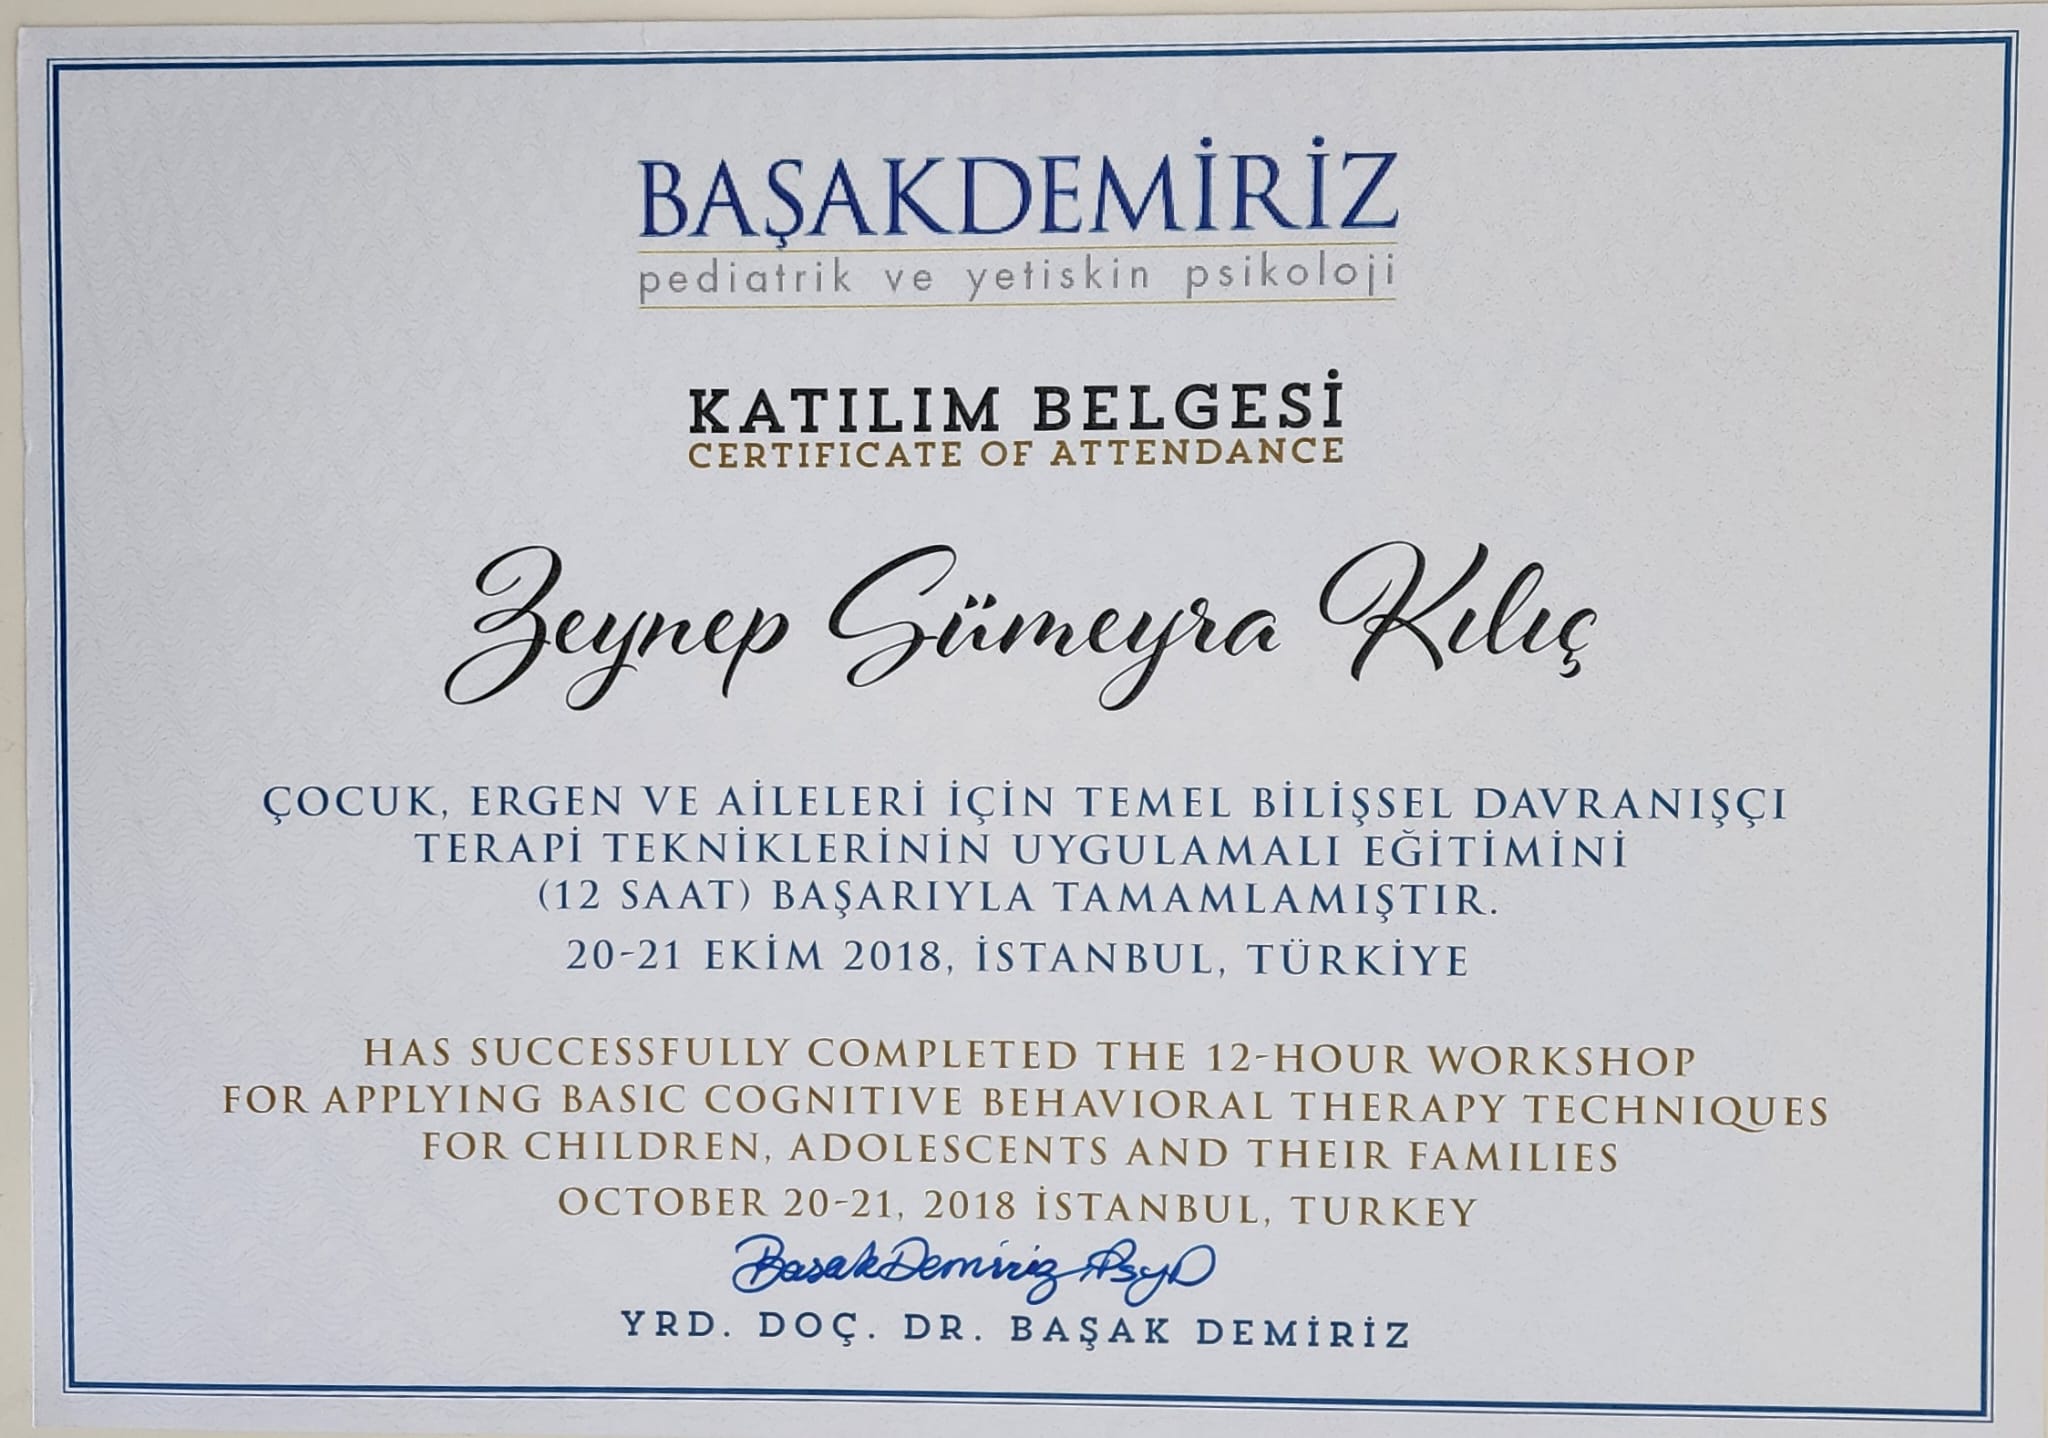 BAŞAKDEMİRİZ
pediatrik ve yetiskin psikoloji
KATILIM BELGESİ
CERTIFICATE OF ATTENDANCE
Zeynep Sümeyra Kılıç
ÇOCUK, ERGEN VE AİLELERİ İÇİN TEMEL BİLİŞSEL DAVRANIŞÇI
TERAPİ TEKNİKLERİNİN UYGULAMALI EĞİTİMİNİ
(12 SAAT) BAŞARIYLA TAMAMLAMIŞTIR.
20-21 EKİM 2018, İSTANBUL, TÜRKİYE
HAS SUCCESSFULLY COMPLETED THE 12-HOUR WORKSHOP
FOR APPLYING BASIC COGNITIVE BEHAVIORAL THERAPY TECHNIQUES
FOR CHILDREN, ADOLESCENTS AND THEIR FAMILIES
OCTOBER 20-21, 2018 İSTANBUL, TURKEY
Basak Demiriz PsyD
YRD. DOÇ. DR. BAŞAK DEMİRİZ